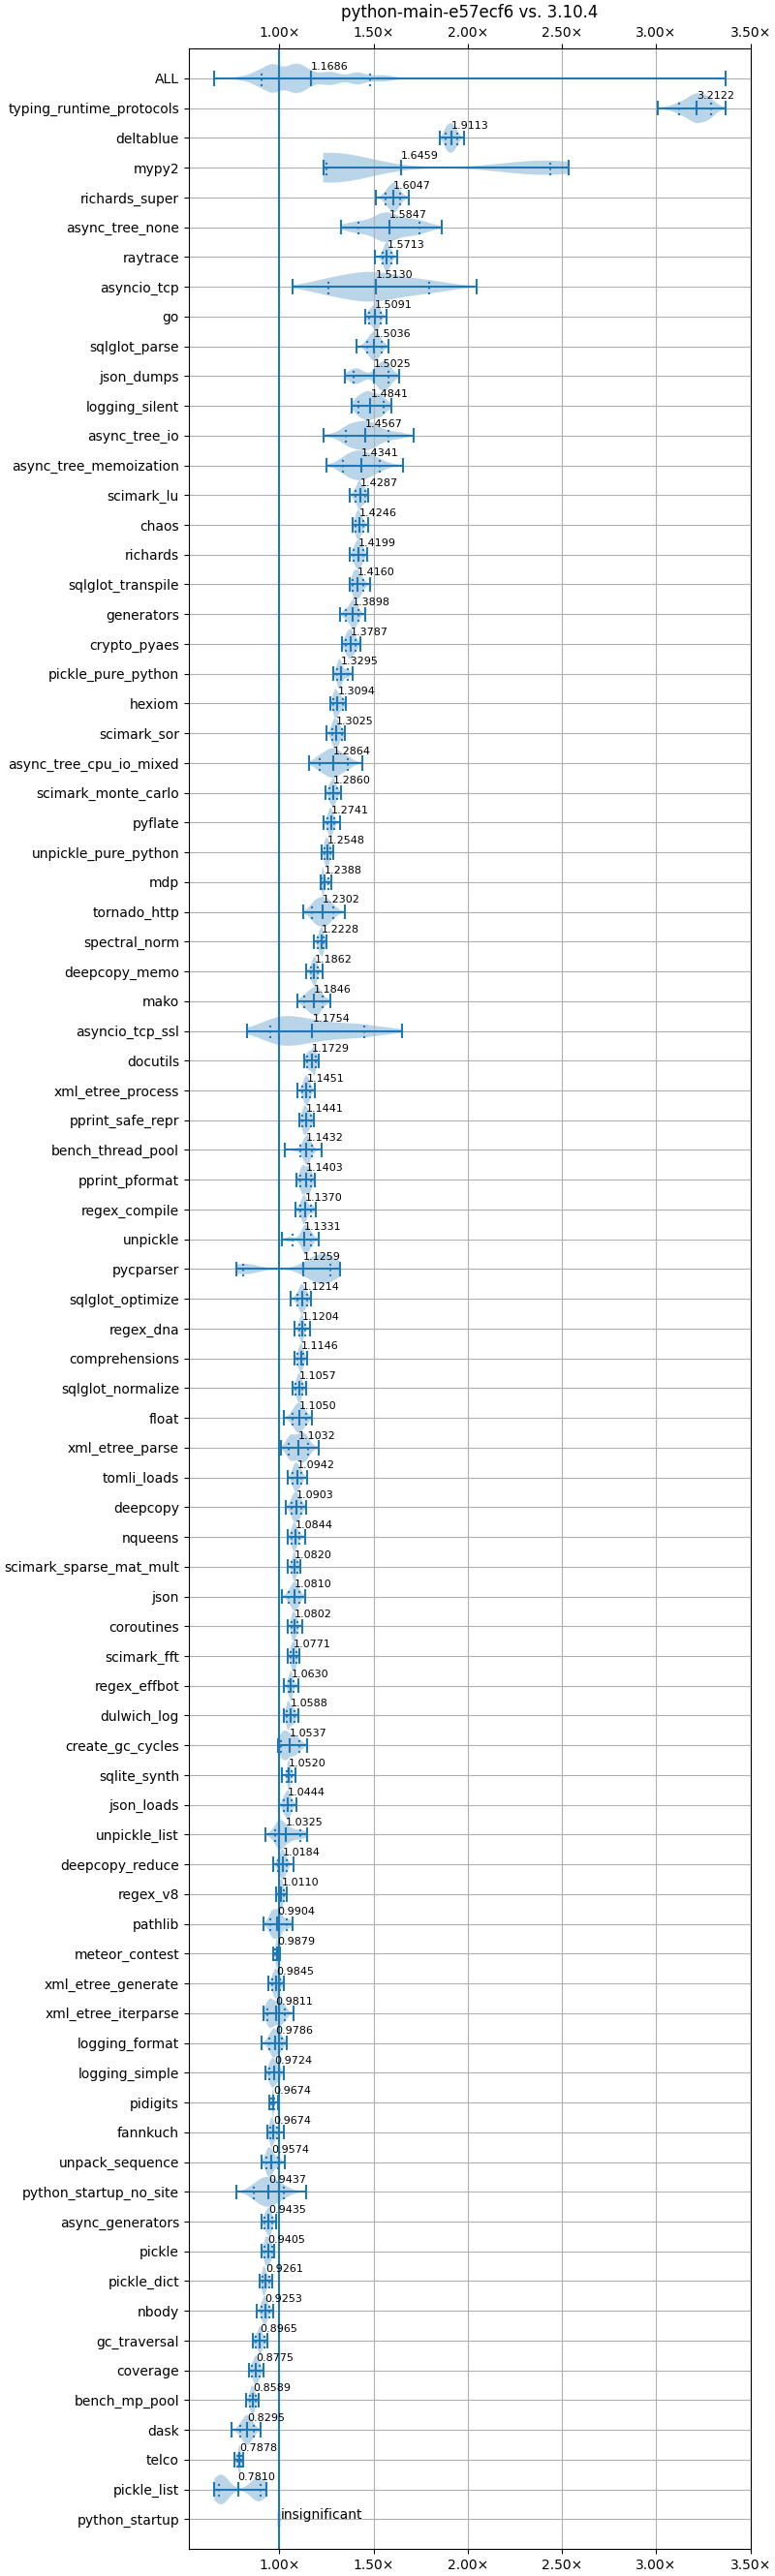 python-main-e57ecf6 vs. 3.10.4
1.00× 1.50× 2.00× 2.50× 3.00× 3.50×
ALL 1.1686
typing_runtime_protocols 3.2122
deltablue 1.9113
mypy2 1.6459
richards_super 1.6047
async_tree_none 1.5847
raytrace 1.5713
asyncio_tcp 1.5130
go 1.5091
sqlglot_parse 1.5036
json_dumps 1.5025
logging_silent 1.4841
async_tree_io 1.4567
async_tree_memoization 1.4341
scimark_lu 1.4287
chaos 1.4246
richards 1.4199
sqlglot_transpile 1.4160
generators 1.3898
crypto_pyaes 1.3787
pickle_pure_python 1.3295
hexiom 1.3094
scimark_sor 1.3025
async_tree_cpu_io_mixed 1.2864
scimark_monte_carlo 1.2860
pyflate 1.2741
unpickle_pure_python 1.2548
mdp 1.2388
tornado_http 1.2302
spectral_norm 1.2228
deepcopy_memo 1.1862
mako 1.1846
asyncio_tcp_ssl 1.1754
docutils 1.1729
xml_etree_process 1.1451
pprint_safe_repr 1.1441
bench_thread_pool 1.1432
pprint_pformat 1.1403
regex_compile 1.1370
unpickle 1.1331
pycparser 1.1259
sqlglot_optimize 1.1214
regex_dna 1.1204
comprehensions 1.1146
sqlglot_normalize 1.1057
float 1.1050
xml_etree_parse 1.1032
tomli_loads 1.0942
deepcopy 1.0903
nqueens 1.0844
scimark_sparse_mat_mult 1.0820
json 1.0810
coroutines 1.0802
scimark_fft 1.0771
regex_effbot 1.0630
dulwich_log 1.0588
create_gc_cycles 1.0537
sqlite_synth 1.0520
json_loads 1.0444
unpickle_list 1.0325
deepcopy_reduce 1.0184
regex_v8 1.0110
pathlib 0.9904
meteor_contest 0.9879
xml_etree_generate 0.9845
xml_etree_iterparse 0.9811
logging_format 0.9786
logging_simple 0.9724
pidigits 0.9674
fannkuch 0.9674
unpack_sequence 0.9574
python_startup_no_site 0.9437
async_generators 0.9435
pickle 0.9405
pickle_dict 0.9261
nbody 0.9253
gc_traversal 0.8965
coverage 0.8775
bench_mp_pool 0.8589
dask 0.8295
telco 0.7878
pickle_list 0.7810
python_startup insignificant
1.00× 1.50× 2.00× 2.50× 3.00× 3.50×